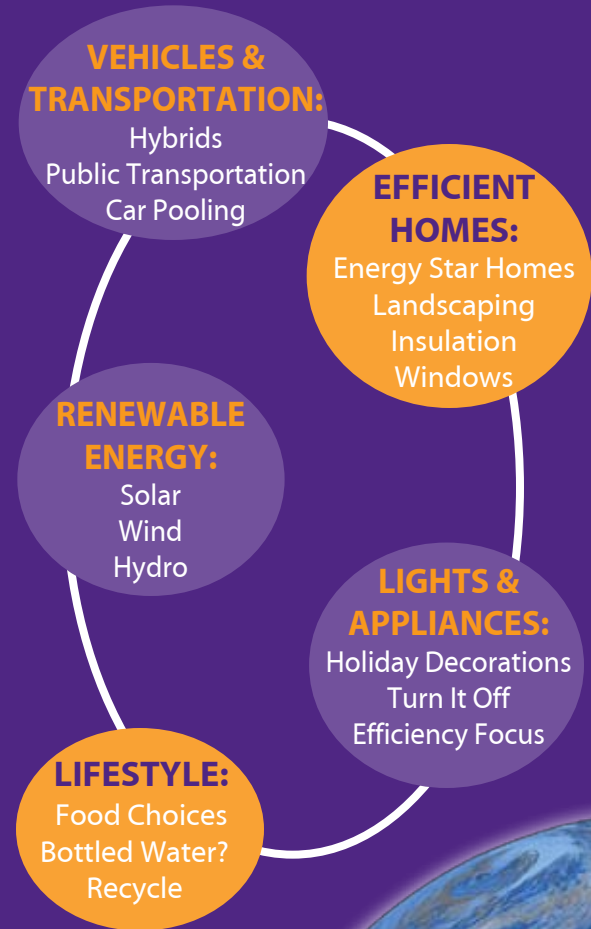 VEHICLES &
TRANSPORTATION:
Hybrids
Public Transportation
Car Pooling
EFFICIENT
HOMES:
Energy Star Homes
Landscaping
Insulation
Windows
RENEWABLE
ENERGY:
Solar
Wind
Hydro
LIGHTS &
APPLIANCES:
Holiday Decorations
Turn It Off
Efficiency Focus
LIFESTYLE:
Food Choices
Bottled Water?
Recycle